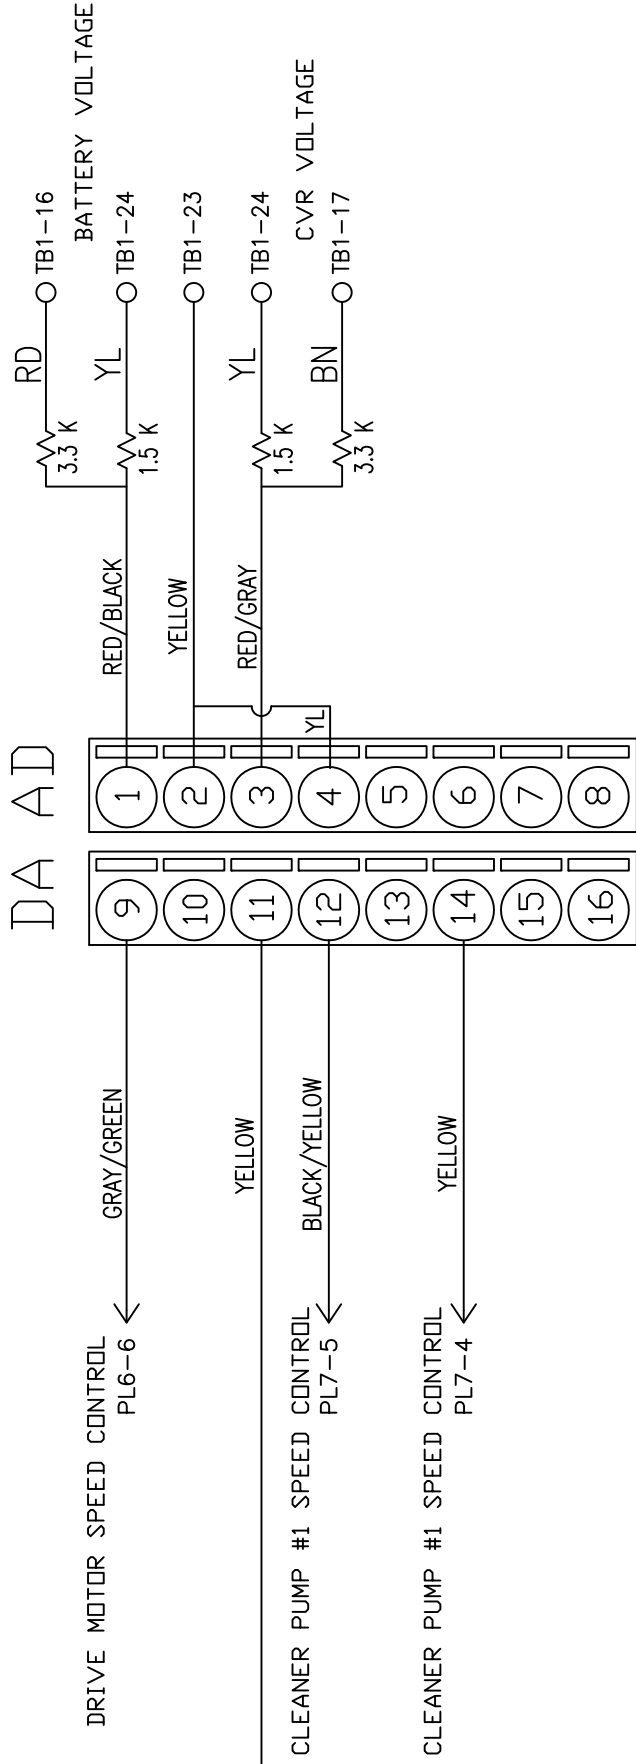 BATTERY VOLTAGE
CVR VOLTAGE
TB1-16
TB1-24
TB1-23
TB1-24
TB1-17
RD
YL
YL
BN
3.3 K
1.5 K
1.5 K
3.3 K
RED/BLACK
YELLOW
RED/GRAY
YL
DA AD
1
2
3
4
5
6
7
8
9
10
11
12
13
14
15
16
GRAY/GREEN
YELLOW
BLACK/YELLOW
YELLOW
DRIVE MOTOR SPEED CONTROL
PL6-6
CLEANER PUMP #1 SPEED CONTROL
PL7-5
CLEANER PUMP #1 SPEED CONTROL
PL7-4